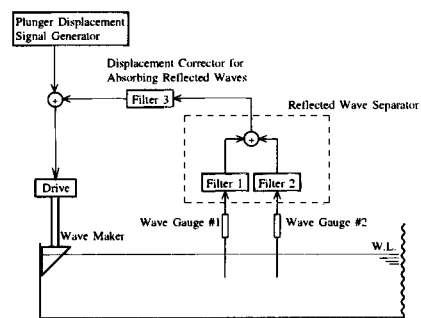 Plunger Displacement
Signal Generator
Displacement Corrector for
Absorbing Reflected Waves
+
Filter 3
Reflected Wave Separator
+
Filter 1
Filter 2
Drive
Wave Gauge #1
Wave Gauge #2
Wave Maker
W.L.